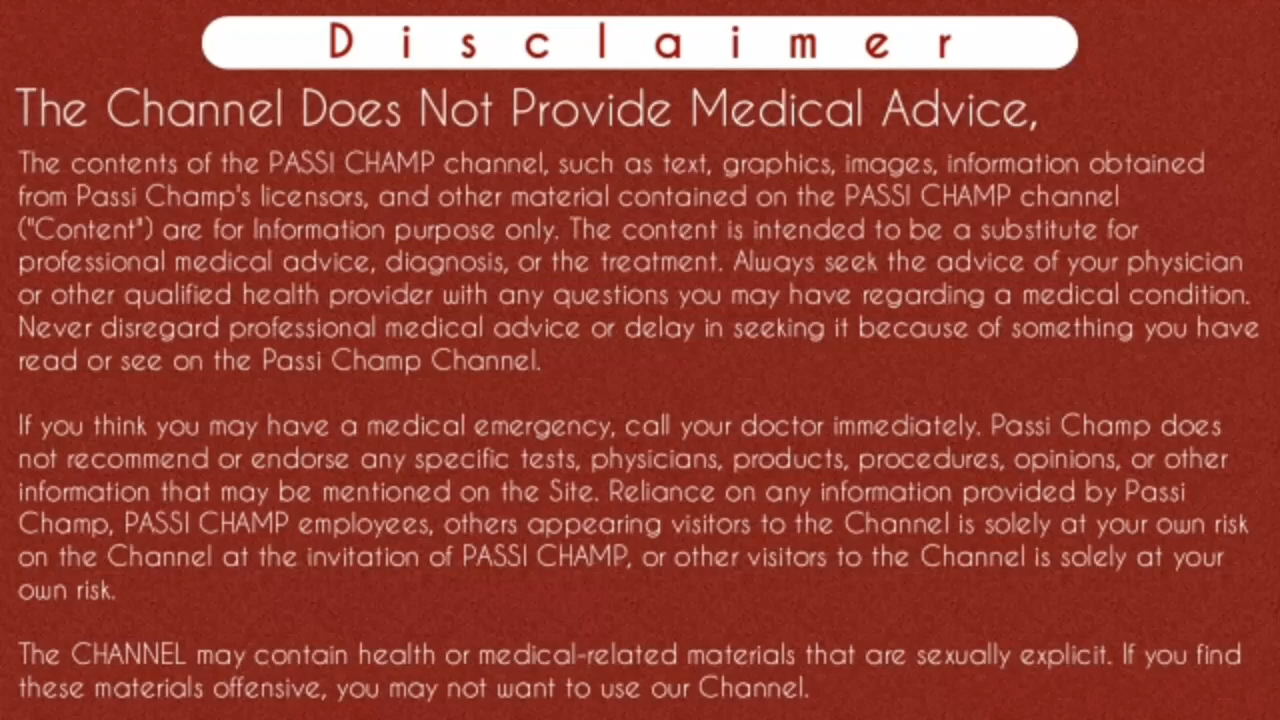 Disclaimer
The Channel Does Not Provide Medical Advice,
The contents of the PASSI CHAMP channel, such as text, graphics, images, information obtained
from Passi Champ's licensors, and other material contained on the PASSI CHAMP channel
("Content") are for Information purpose only. The content is intended to be a substitute for
professional medical advice, diagnosis, or the treatment. Always seek the advice of your physician
or other qualified health provider with any questions you may have regarding a medical condition.
Never disregard professional medical advice or delay in seeking it because of something you have
read or see on the Passi Champ Channel.
If you think you may have a medical emergency, call your doctor immediately. Passi Champ does
not recommend or endorse any specific tests, physicians, products, procedures, opinions, or other
information that may be mentioned on the Site. Reliance on any information provided by Passi
Champ, PASSI CHAMP employees, others appearing visitors to the Channel is solely at your own risk
on the Channel at the invitation of PASSI CHAMP, or other visitors to the Channel is solely at your
own risk.
The CHANNEL may contain health or medical-related materials that are sexually explicit. If you find
these materials offensive, you may not want to use our Channel.